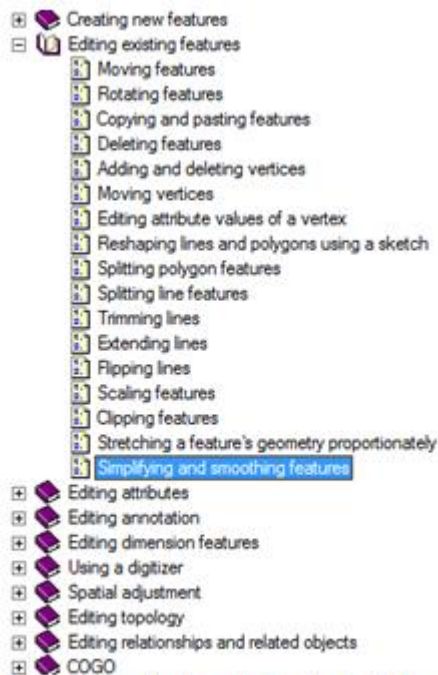 Creating new features
Editing existing features
Moving features
Rotating features
Copying and pasting features
Deleting features
Adding and deleting vertices
Moving vertices
Editing attribute values of a vertex
Reshaping lines and polygons using a sketch
Splitting polygon features
Splitting line features
Trimming lines
Extending lines
Flipping lines
Scaling features
Clipping features
Stretching a feature's geometry proportionately
Simplifying and smoothing features
Editing attributes
Editing annotation
Editing dimension features
Using a digitizer
Spatial adjustment
Editing topology
Editing relationships and related objects
COGO